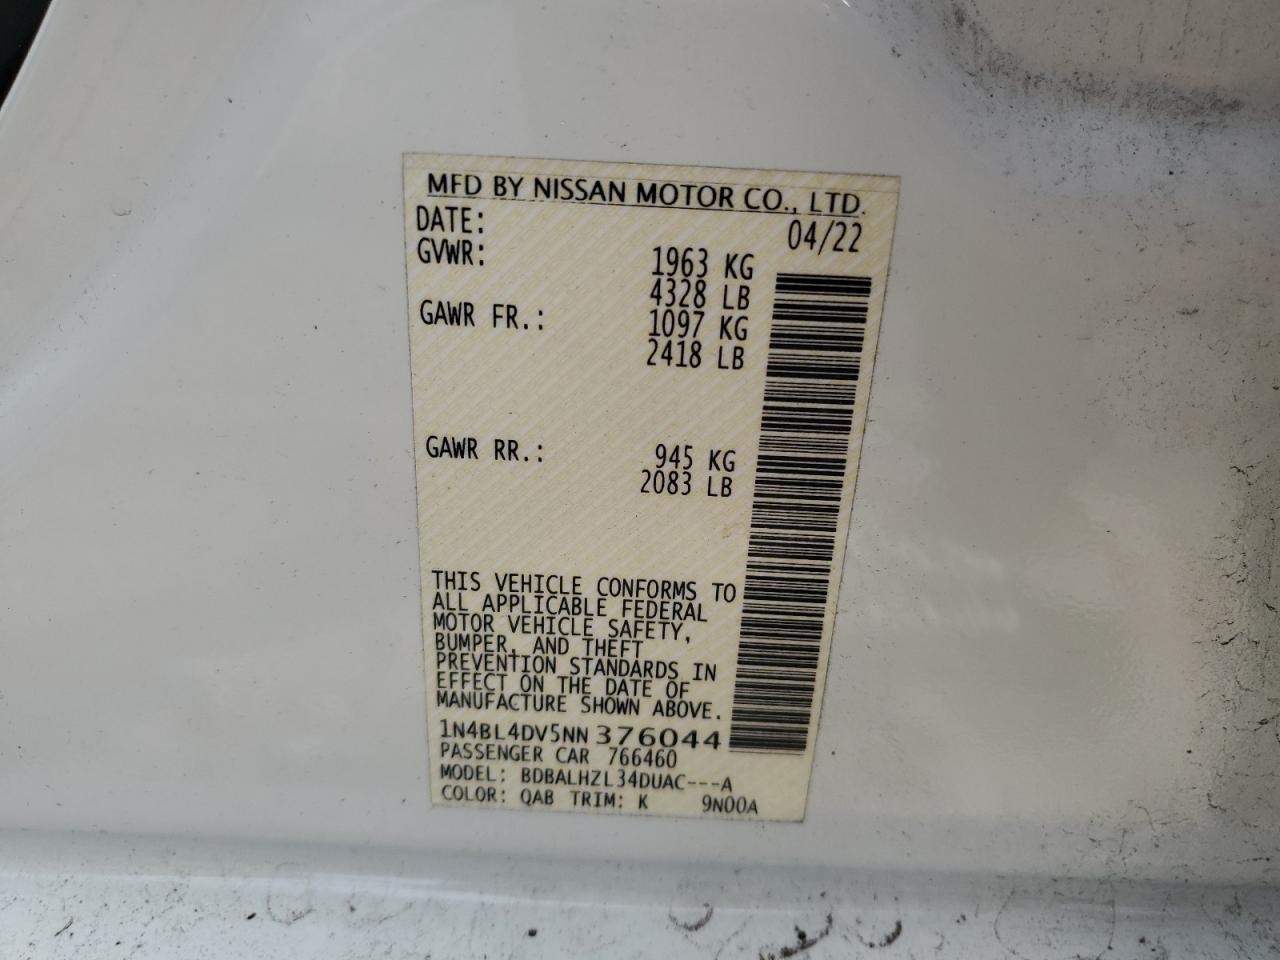 MFD BY NISSAN MOTOR CO., LTD.
DATE: 04/22
GVWR: 1963 KG
4328 LB
GAWR FR.: 1097 KG
2418 LB
GAWR RR.: 945 KG
2083 LB
THIS VEHICLE CONFORMS TO
ALL APPLICABLE FEDERAL
MOTOR VEHICLE SAFETY,
BUMPER, AND THEFT
PREVENTION STANDARDS IN
EFFECT ON THE DATE OF
MANUFACTURE SHOWN ABOVE.
1N4BL4DV5NN376044
PASSENGER CAR 766460
MODEL: BDBALHZL34DUAC---A
COLOR: QAB TRIM: K 9N00A